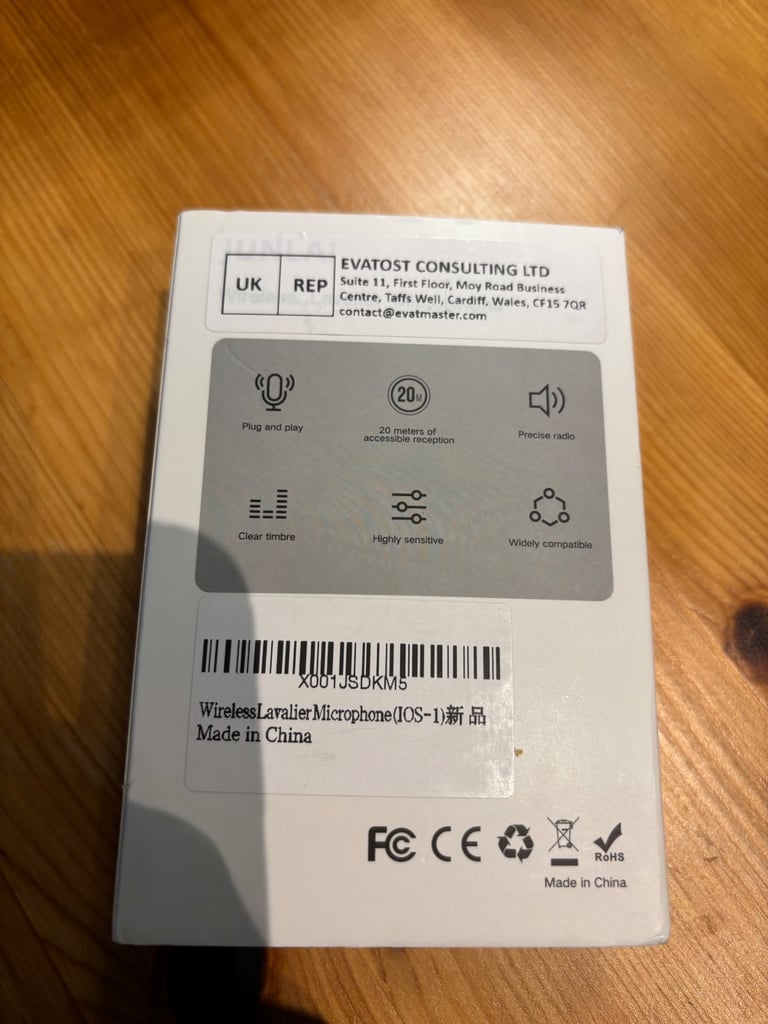 UK REP
EVATOST CONSULTING LTD
Suite 11, First Floor, Moy Road Business
Centre, Taffs Well, Cardiff, Wales, CF15 7QR
contact@evatmaster.com
20M
Plug and play
20 meters of
accessible reception
Precise radio
Clear timbre
Highly sensitive
Widely compatible
X001JSDKM5
WirelessLavalierMicrophone(IOS-1)新品
Made in China
FC CE
RoHS
Made in China